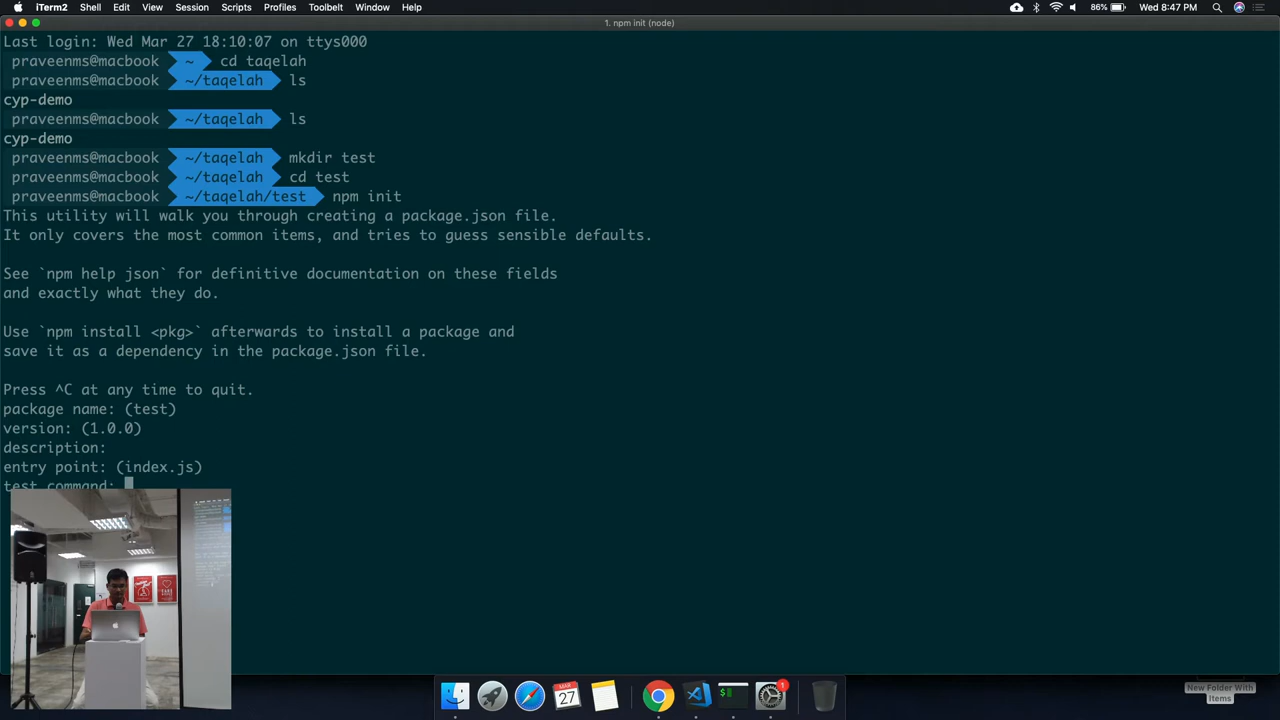 iTerm2 Shell Edit View Session Scripts Profiles Toolbelt Window Help 86% Wed 8:47 PM
1. npm init (node)
Last login: Wed Mar 27 18:10:07 on ttys000
praveenms@macbook ~ cd taqelah
praveenms@macbook ~/taqelah ls
cyp-demo
praveenms@macbook ~/taqelah ls
cyp-demo
praveenms@macbook ~/taqelah mkdir test
praveenms@macbook ~/taqelah cd test
praveenms@macbook ~/taqelah/test npm init
This utility will walk you through creating a package.json file.
It only covers the most common items, and tries to guess sensible defaults.
See `npm help json` for definitive documentation on these fields
and exactly what they do.
Use `npm install <pkg>` afterwards to install a package and
save it as a dependency in the package.json file.
Press ^C at any time to quit.
package name: (test)
version: (1.0.0)
description:
entry point: (index.js)
test command:
MAR
27
$
1
New Folder With
Items